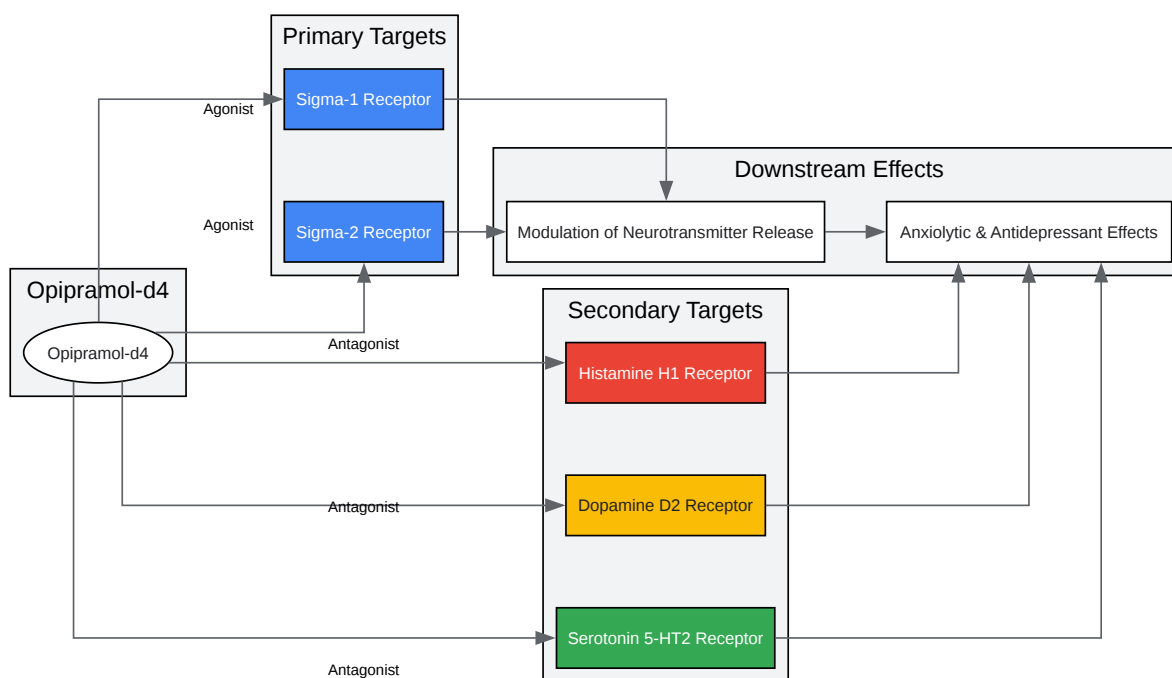 Primary Targets
Agonist
Sigma-1 Receptor
Agonist
Sigma-2 Receptor
Downstream Effects
Modulation of Neurotransmitter Release
Anxiolytic & Antidepressant Effects
Opipramol-d4
Opipramol-d4
Secondary Targets
Antagonist
Histamine H1 Receptor
Antagonist
Dopamine D2 Receptor
Antagonist
Serotonin 5-HT2 Receptor